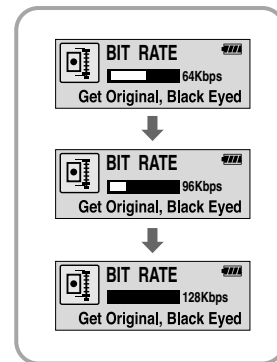 BIT RATE
64Kbps
Get Original, Black Eyed
BIT RATE
96Kbps
Get Original, Black Eyed
BIT RATE
128Kbps
Get Original, Black Eyed